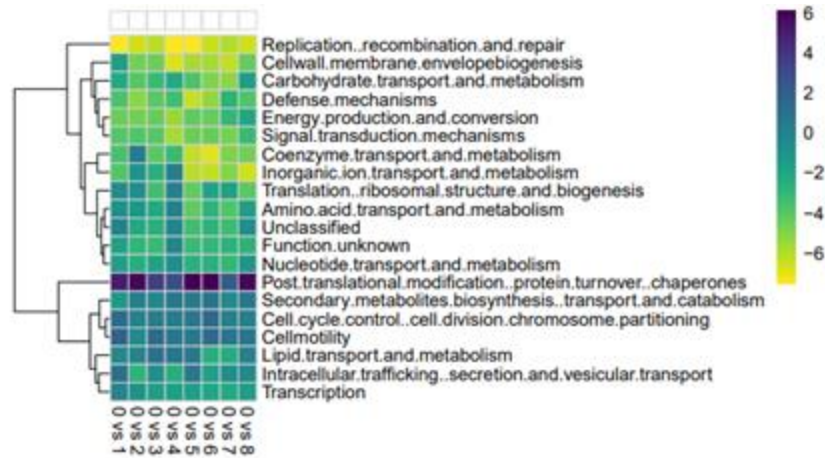 6
4
2
0
−2
−4
−6
Replication..recombination.and.repair
Cellwall.membrane.envelopebiogenesis
Carbohydrate.transport.and.metabolism
Defense.mechanisms
Energy.production.and.conversion
Signal.transduction.mechanisms
Coenzyme.transport.and.metabolism
Inorganic.ion.transport.and.metabolism
Translation..ribosomal.structure.and.biogenesis
Amino.acid.transport.and.metabolism
Unclassified
Function.unknown
Nucleotide.transport.and.metabolism
Post.translational.modification..protein.turnover..chaperones
Secondary.metabolites.biosynthesis..transport.and.catabolism
Cell.cycle.control..cell.division.chromosome.partitioning
Cellmotility
Lipid.transport.and.metabolism
Intracellular.trafficking..secretion.and.vesicular.transport
Transcription
0 vs 1
0 vs 2
0 vs 3
0 vs 4
0 vs 5
0 vs 6
0 vs 7
0 vs 8